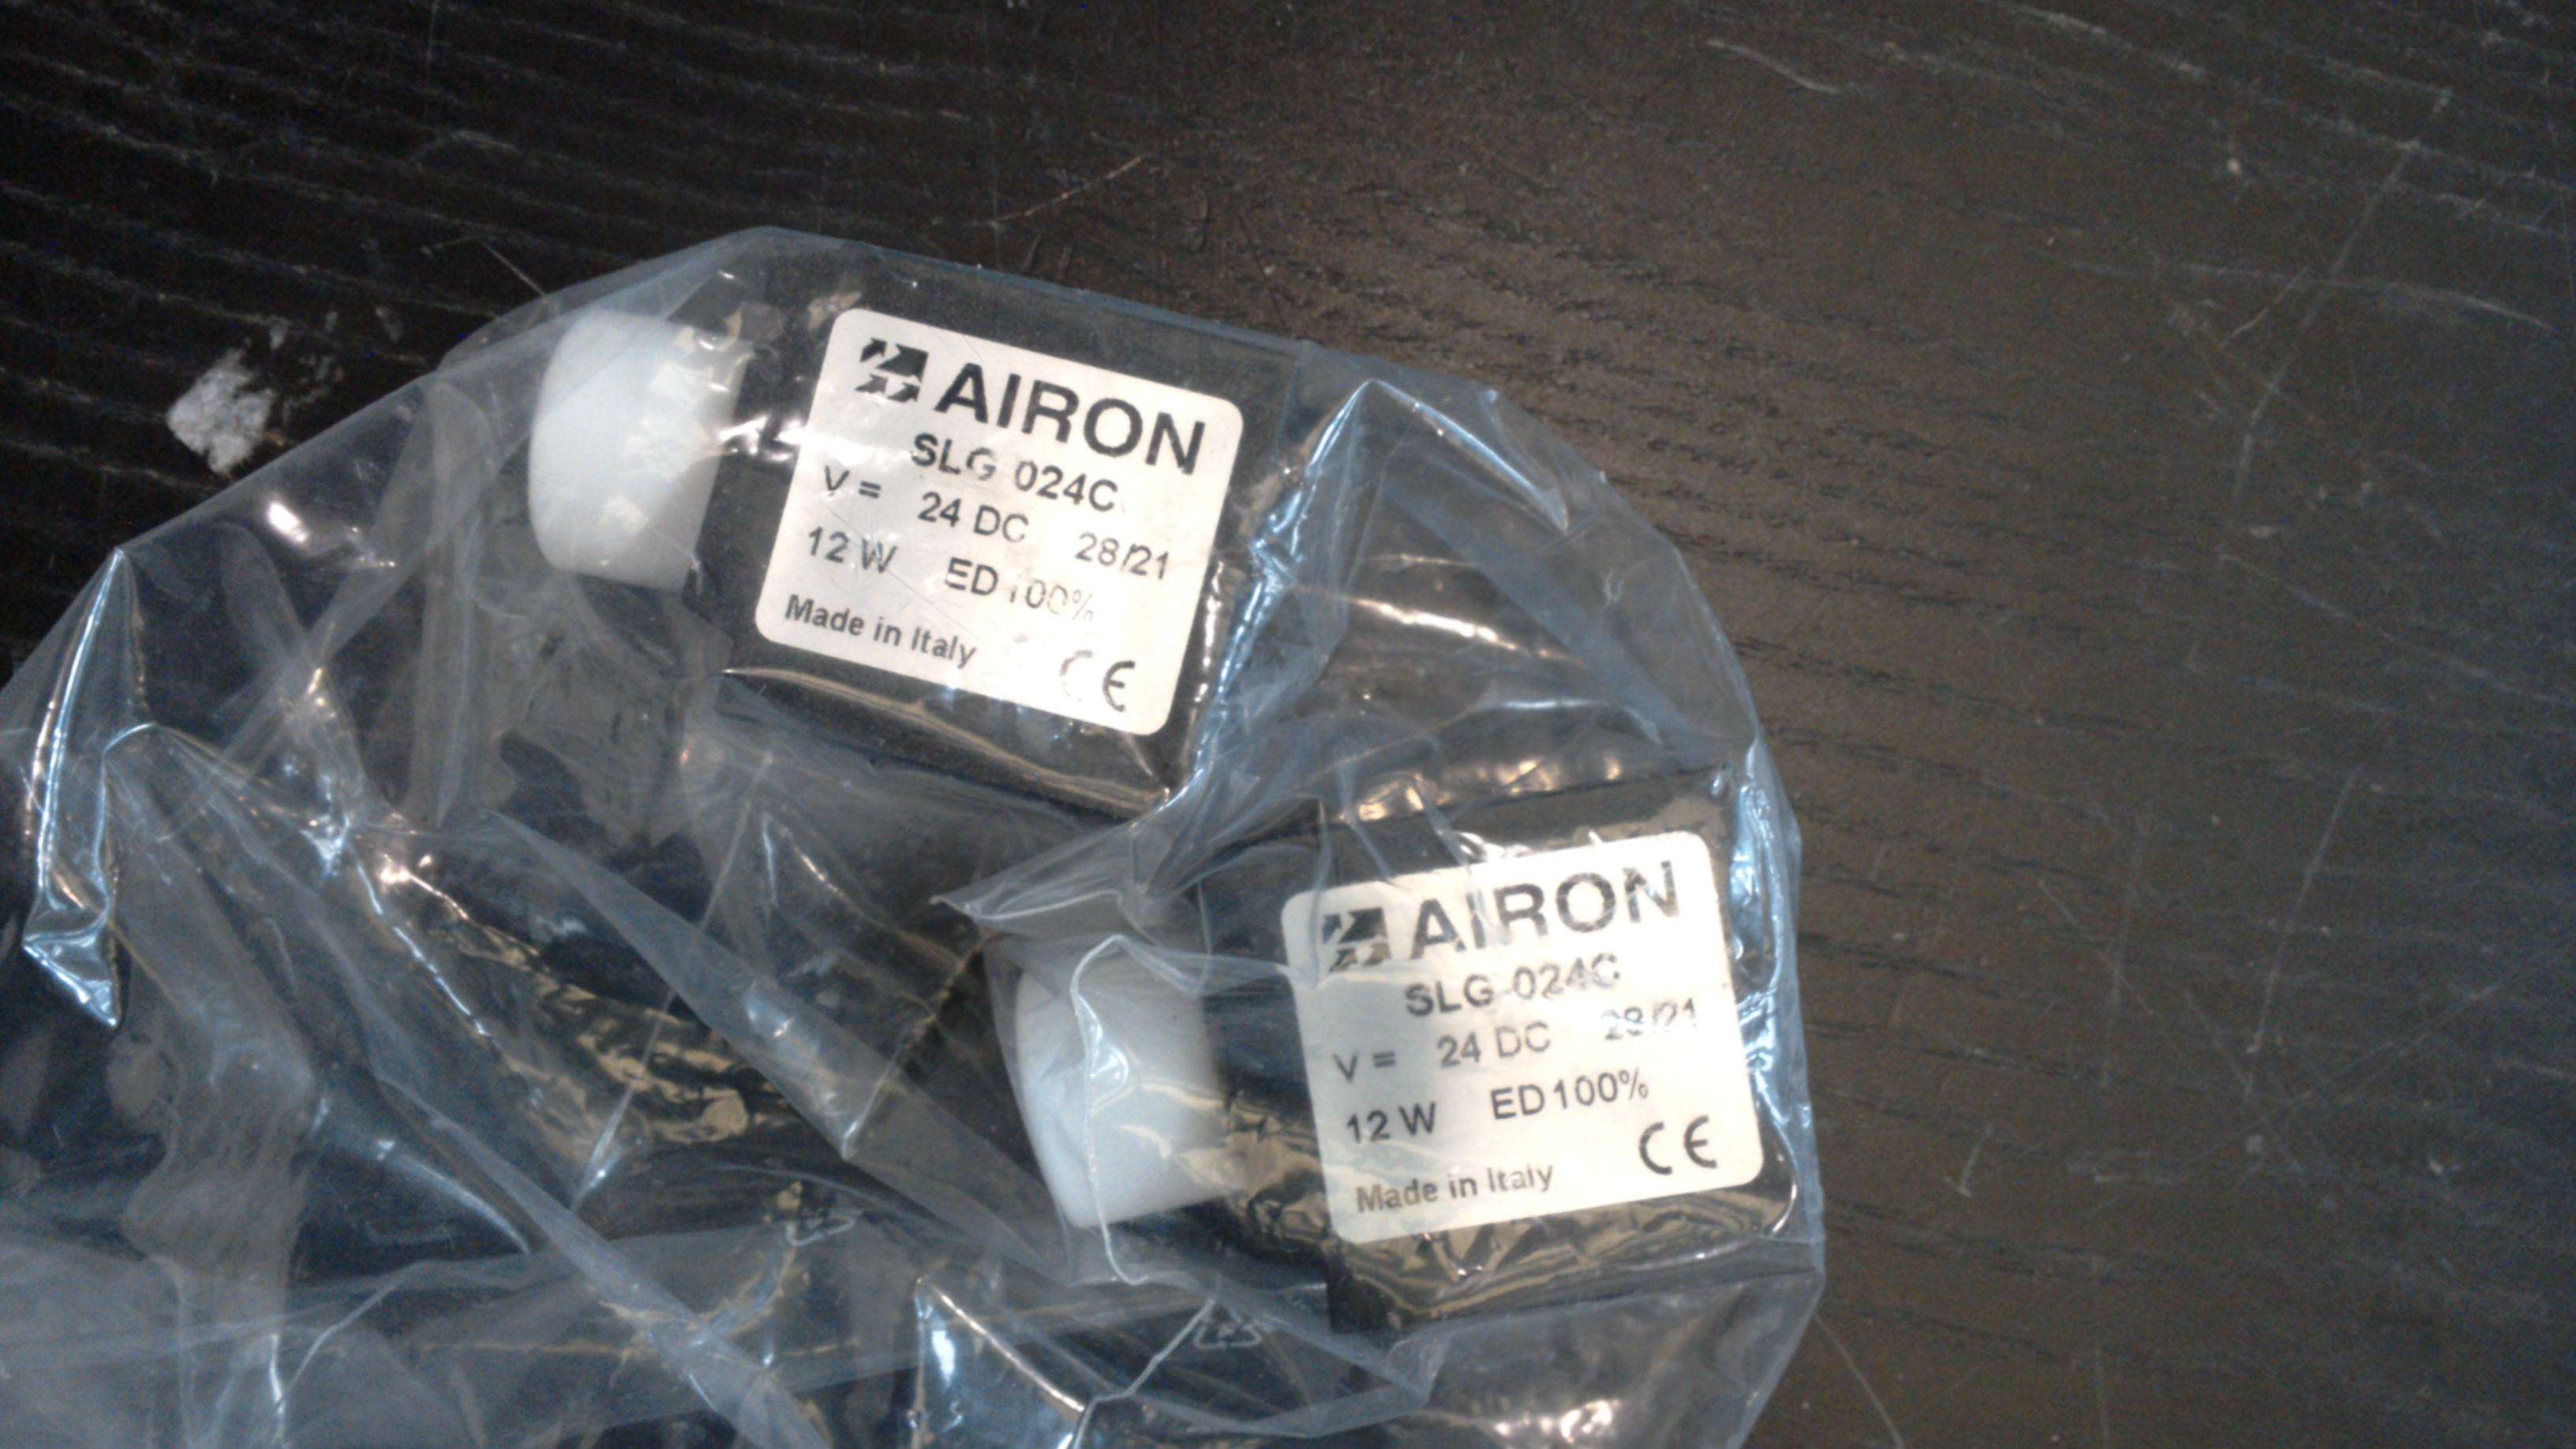 AIRON
SLG 024C
V = 24 DC 28/21
12 W ED 100%
Made in Italy CE
AIRON
SLG 024C
V = 24 DC 28/21
12 W ED 100%
Made in Italy CE